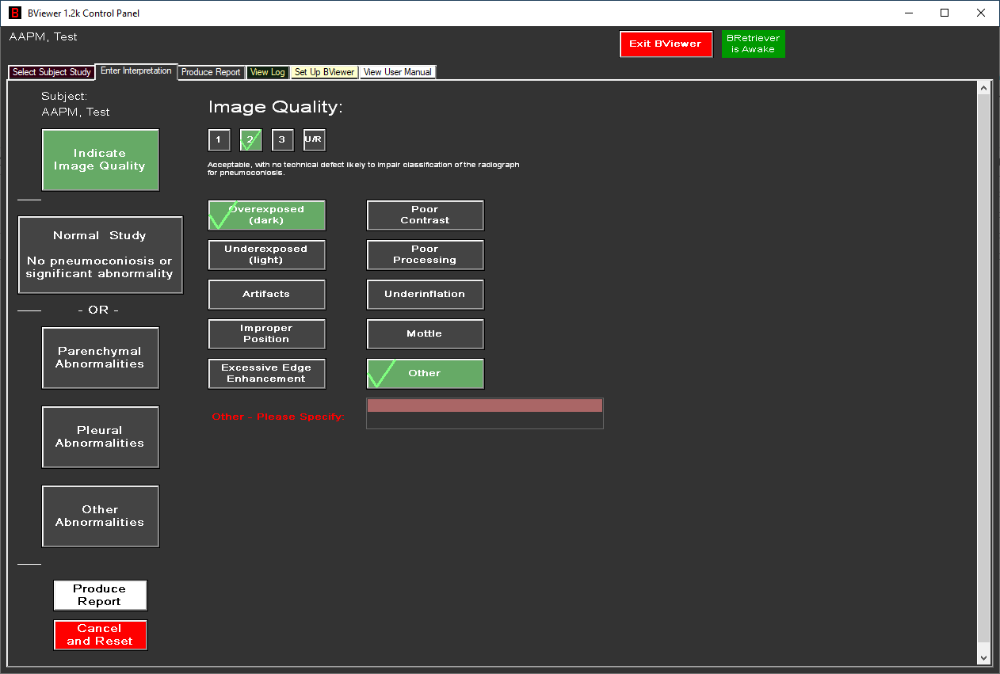 B BViewer 1.2k Control Panel
AAPM, Test
Exit BViewer
BRetriever
is Awake
Select Subject Study
Enter Interpretation
Produce Report
View Log
Set Up BViewer
View User Manual
Subject:
AAPM, Test
Indicate
Image Quality
Normal Study
No pneumoconiosis or
significant abnormality
- OR -
Parenchymal
Abnormalities
Pleural
Abnormalities
Other
Abnormalities
Produce
Report
Cancel
and Reset
Image Quality:
1
2
3
U/R
Acceptable, with no technical defect likely to impair classification of the radiograph
for pneumoconiosis.
Overexposed
(dark)
Poor
Contrast
Underexposed
(light)
Poor
Processing
Artifacts
Underinflation
Improper
Position
Mottle
Excessive Edge
Enhancement
Other
Other - Please Specify: